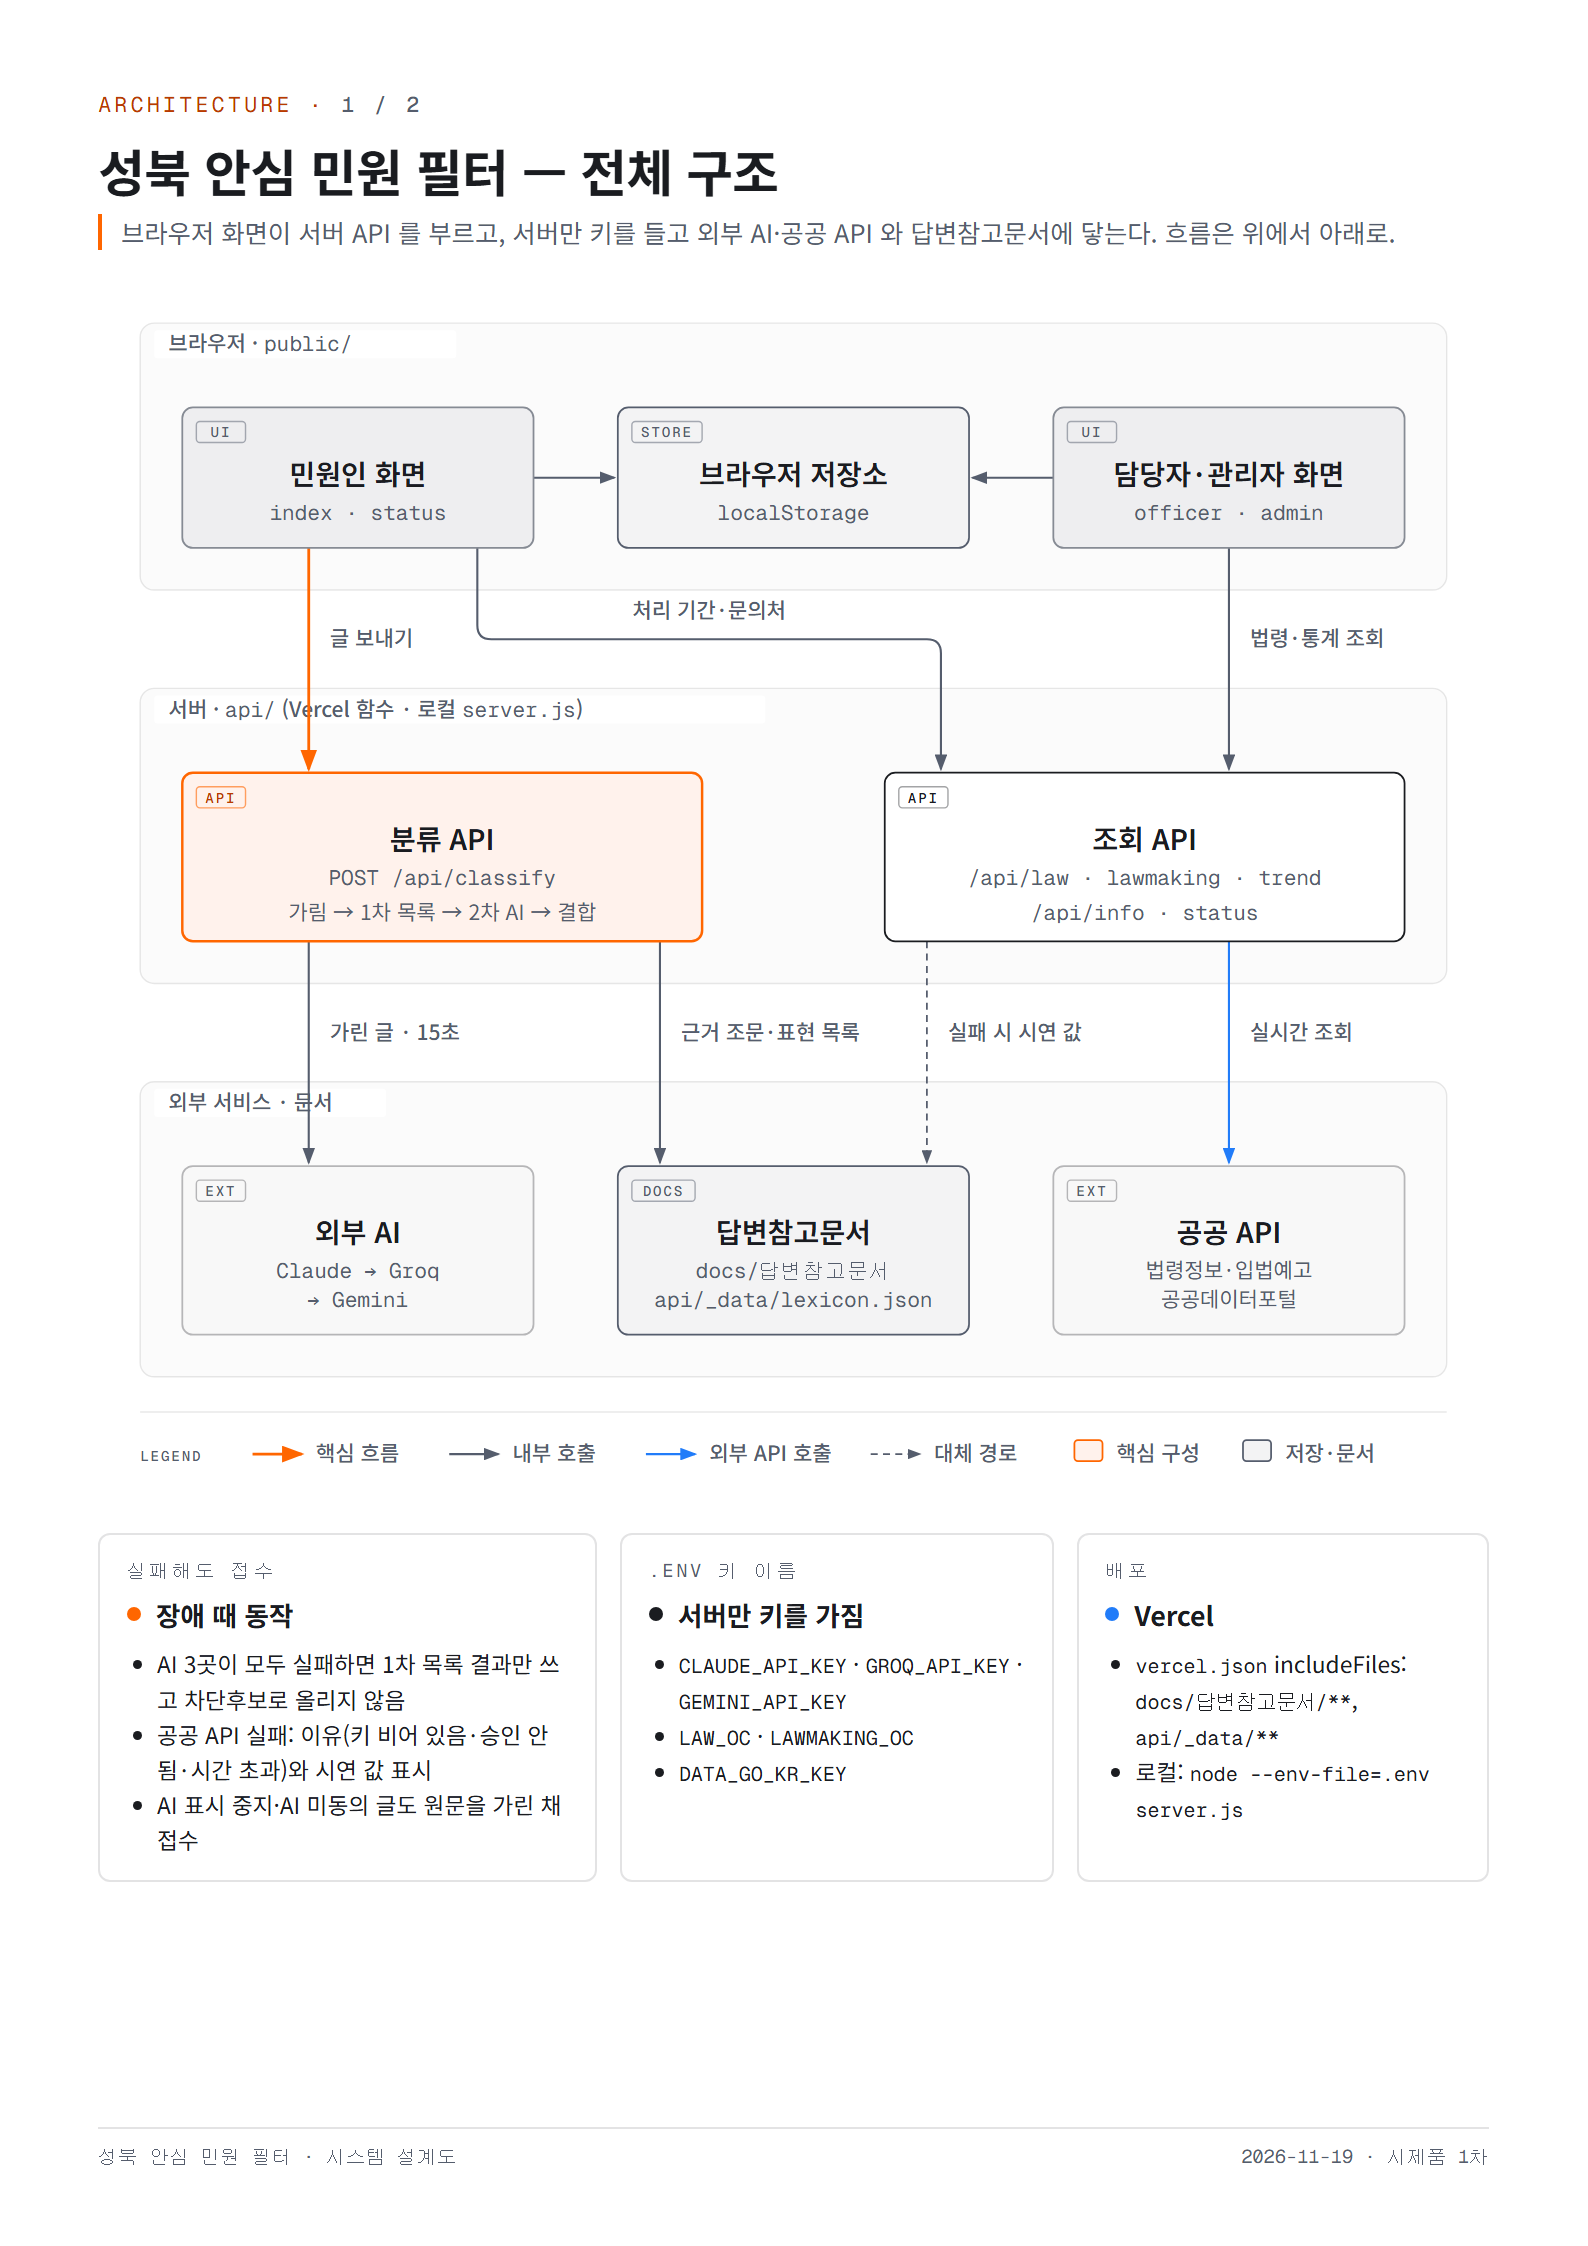 ARCHITECTURE · 1 / 2
성북 안심 민원 필터 — 전체 구조
브라우저 화면이 서버 API 를 부르고, 서버만 키를 들고 외부 AI·공공 API 와 답변참고문서에 닿는다. 흐름은 위에서 아래로.
브라우저 · public/
UI
민원인 화면
index · status
STORE
브라우저 저장소
localStorage
UI
담당자·관리자 화면
officer · admin
글 보내기
처리 기간·문의처
법령·통계 조회
서버 · api/ (Vercel 함수 · 로컬 server.js)
API
분류 API
POST /api/classify
가림 → 1차 목록 → 2차 AI → 결합
API
조회 API
/api/law · lawmaking · trend
/api/info · status
가린 글 · 15초
근거 조문·표현 목록
실패 시 시연 값
실시간 조회
외부 서비스 · 문서
EXT
외부 AI
Claude → Groq
→ Gemini
DOCS
답변참고문서
docs/답변참고문서
api/_data/lexicon.json
EXT
공공 API
법령정보·입법예고
공공데이터포털
LEGEND
핵심 흐름
내부 호출
외부 API 호출
대체 경로
핵심 구성
저장·문서
실패해도 접수
장애 때 동작
AI 3곳이 모두 실패하면 1차 목록 결과만 쓰
고 차단후보로 올리지 않음
공공 API 실패: 이유(키 비어 있음·승인 안
됨·시간 초과)와 시연 값 표시
AI 표시 중지·AI 미동의 글도 원문을 가린 채
접수
.ENV 키 이름
서버만 키를 가짐
CLAUDE_API_KEY · GROQ_API_KEY ·
GEMINI_API_KEY
LAW_OC · LAWMAKING_OC
DATA_GO_KR_KEY
배포
Vercel
vercel.json includeFiles:
docs/답변참고문서/**,
api/_data/**
로컬: node --env-file=.env
server.js
성북 안심 민원 필터 · 시스템 설계도
2026-11-19 · 시제품 1차